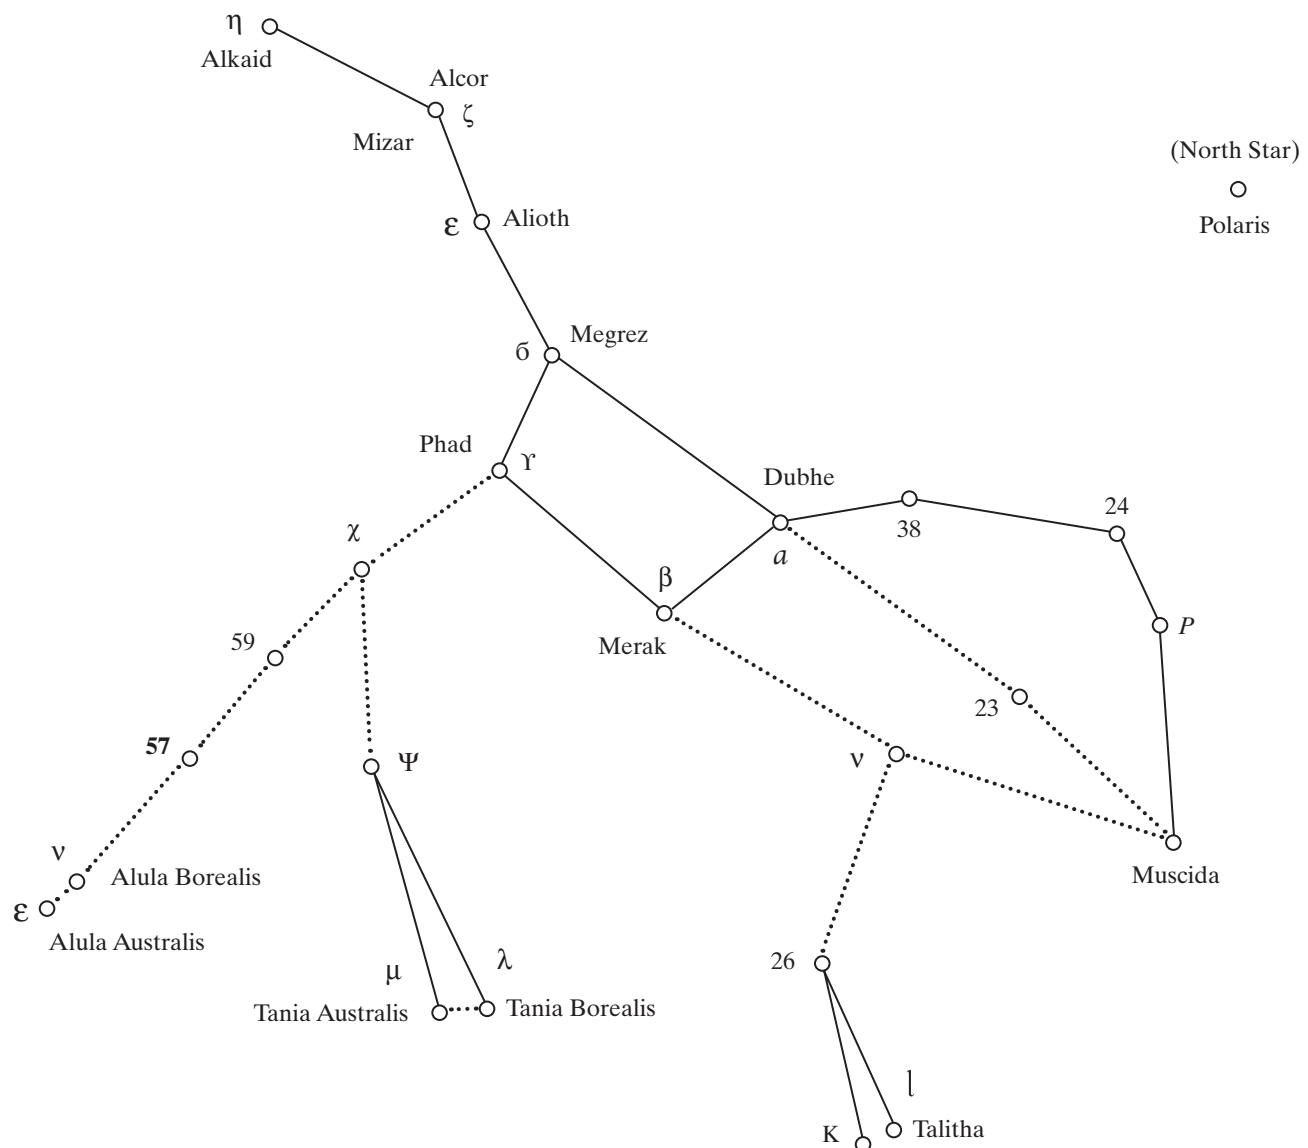 η
Alkaid
Alcor
ζ
Mizar
(North Star)
Polaris
ε
Alioth
Megrez
б
Phad
ϒ
Dubhe
a
38
24
χ
β
Merak
P
59
23
57
Ψ
ν
ν
Alula Borealis
ε
Alula Australis
Muscida
μ
λ
26
Tania Australis
Tania Borealis
l
K
Talitha